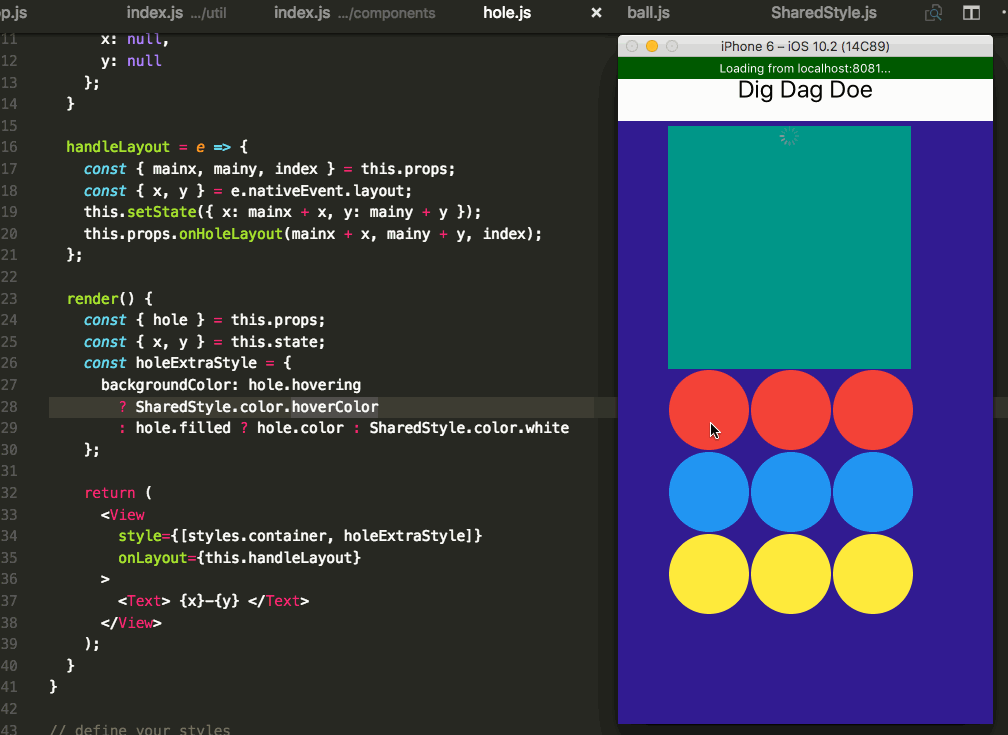 p.js index.js .../util index.js .../components hole.js × ball.js SharedStyle.js
11 x: null,
12 y: null
13 };
14 }
15
16 handleLayout = e => {
17 const { mainx, mainy, index } = this.props;
18 const { x, y } = e.nativeEvent.layout;
19 this.setState({ x: mainx + x, y: mainy + y });
20 this.props.onHoleLayout(mainx + x, mainy + y, index);
21 };
22
23 render() {
24 const { hole } = this.props;
25 const { x, y } = this.state;
26 const holeExtraStyle = {
27 backgroundColor: hole.hovering
28 ? SharedStyle.color.hoverColor
29 : hole.filled ? hole.color : SharedStyle.color.white
30 };
31
32 return (
33 <View
34 style={[styles.container, holeExtraStyle]}
35 onLayout={this.handleLayout}
36 >
37 <Text> {x}-{y} </Text>
38 </View>
39 );
40 }
41 }
42
43 // define your styles
iPhone 6 – iOS 10.2 (14C89)
Loading from localhost:8081...
Dig Dag Doe